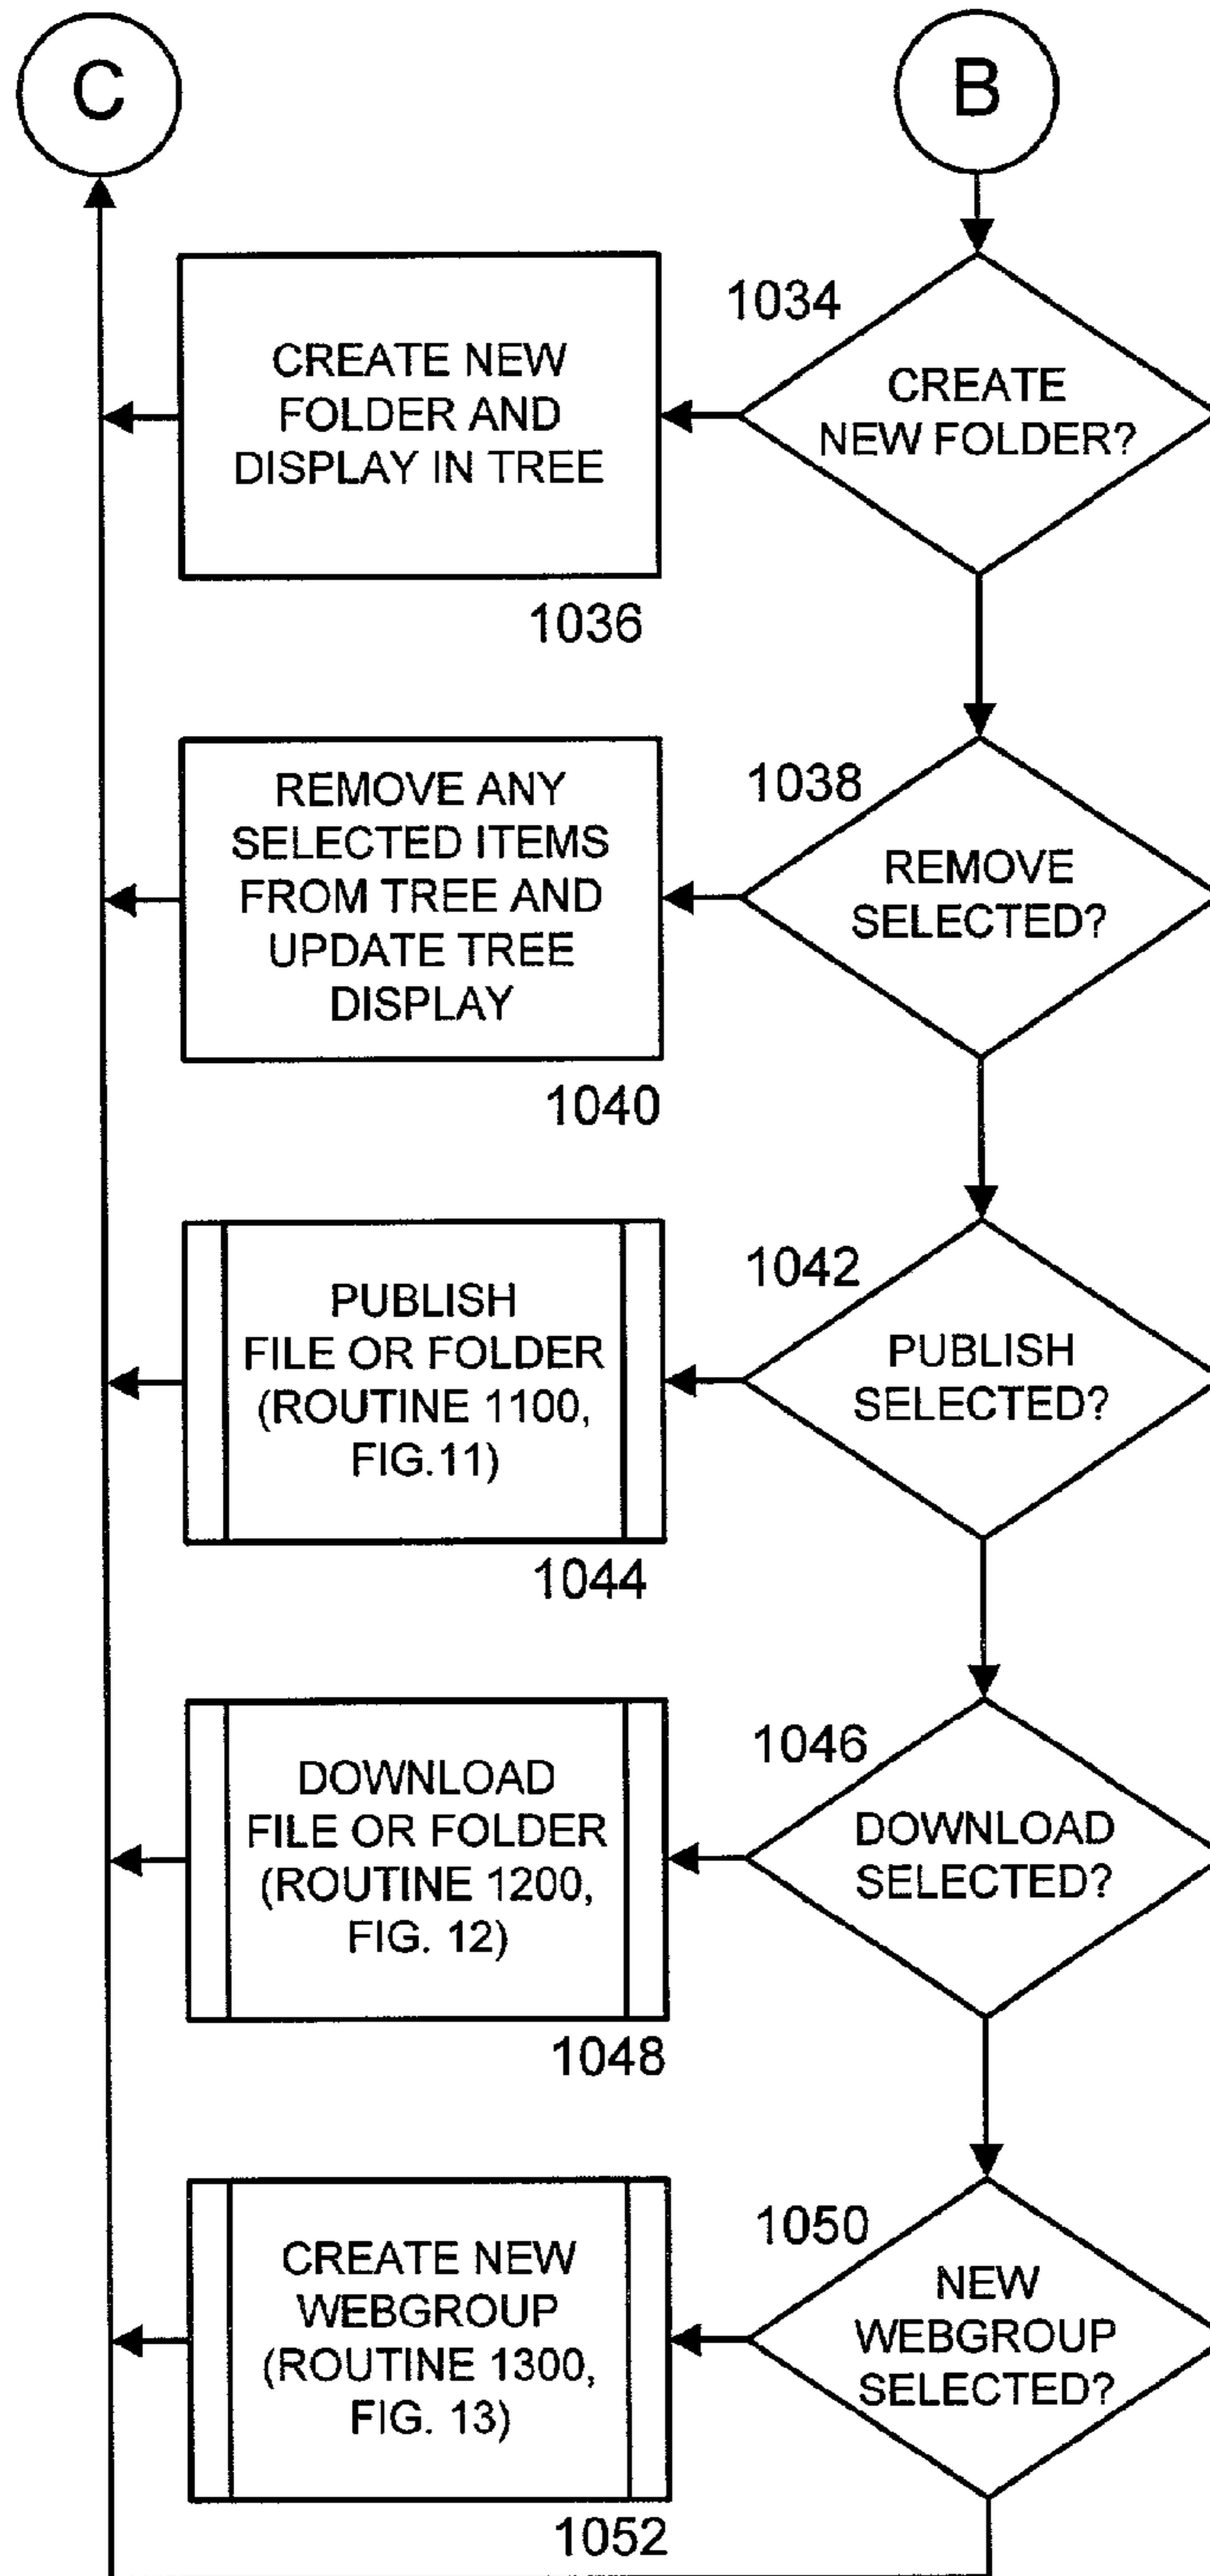 C
B
1034
CREATE
NEW FOLDER?
CREATE NEW
FOLDER AND
DISPLAY IN TREE
1036
1038
REMOVE
SELECTED?
REMOVE ANY
SELECTED ITEMS
FROM TREE AND
UPDATE TREE
DISPLAY
1040
1042
PUBLISH
SELECTED?
PUBLISH
FILE OR FOLDER
(ROUTINE 1100,
FIG.11)
1044
1046
DOWNLOAD
SELECTED?
DOWNLOAD
FILE OR FOLDER
(ROUTINE 1200,
FIG. 12)
1048
1050
NEW
WEBGROUP
SELECTED?
CREATE NEW
WEBGROUP
(ROUTINE 1300,
FIG. 13)
1052